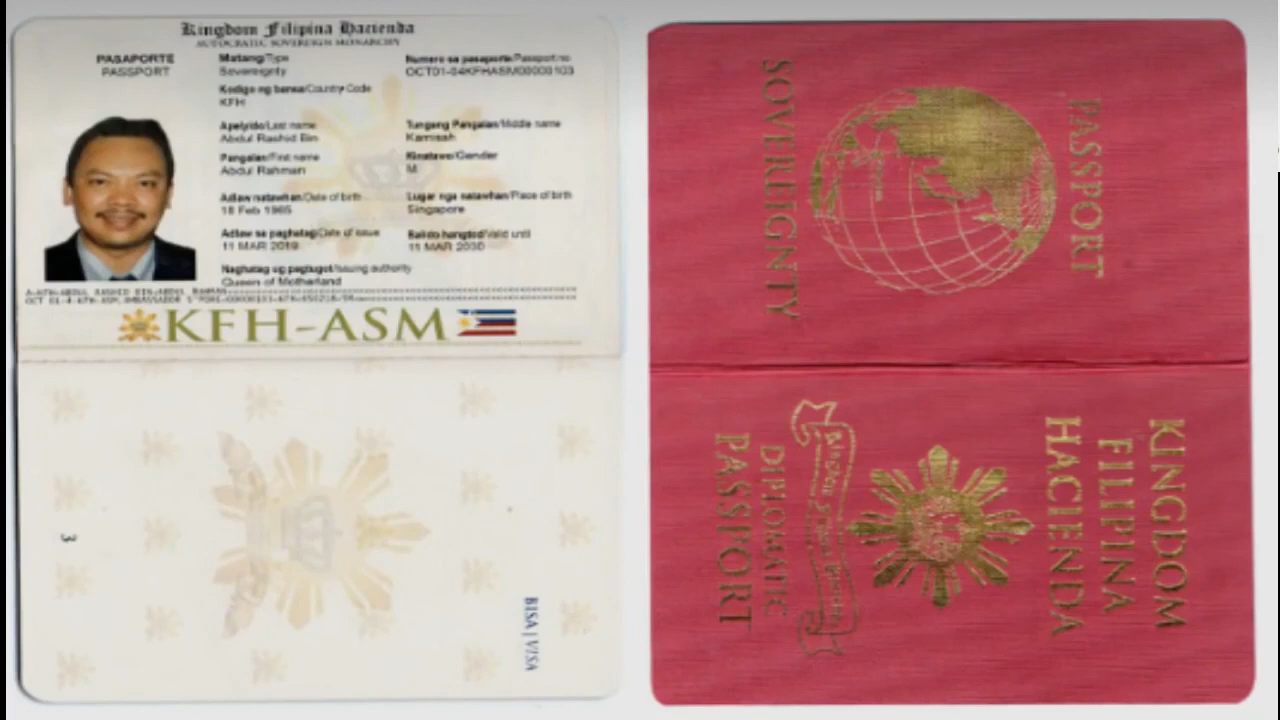 Kingdom Filipina Hacienda
AUTOCRATIC SOVEREIGN MONARCHY
PASAPORTE
PASSPORT
Matang/Type
Sovereignty
Numero sa pasaporte/Passport no
OCT01-04KFHASM00000103
Kodigo ng bansa/Country Code
KFH
Apelyido/Last name
Abdul Rashid Bin
Tungang Pangalan/Middle name
Kamisah
Pangalan/First name
Abdul Rahman
Kinatawo/Gender
M
Adlaw natawhan/Date of birth
18 Feb 1965
Lugar nga natawhan/Place of birth
Singapore
Adlaw sa paghatag/Date of issue
11 MAR 2019
Balido hangtod/Valid until
11 MAR 2030
Naghatag ug pagtugot/Issuing authority
Queen of Motherland
KFH-ASM
3
BISA | VISA
PASSPORT
SOVEREIGNTY
KINGDOM
FILIPINA
HACIENDA
DIPLOMATIC
PASSPORT